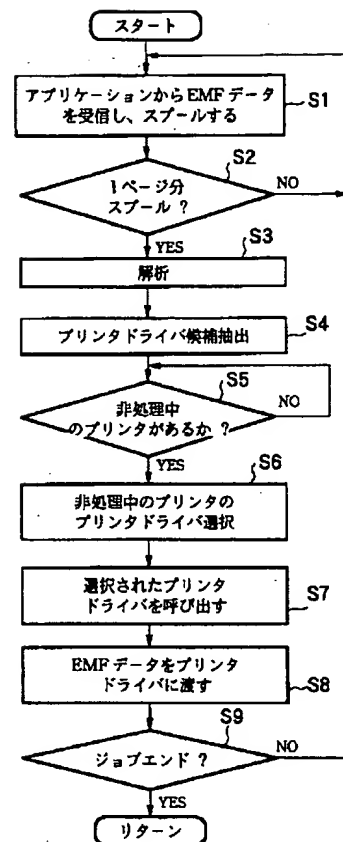 スタート
アプリケーションからEMFデータ
を受信し、スプールする
S1
S2
1ページ分
スプール ?
NO
YES
S3
解析
S4
プリンタドライバ候補抽出
S5
非処理中
のプリンタがあるか ?
NO
YES
S6
非処理中のプリンタの
プリンタドライバ選択
選択されたプリンタ
ドライバを呼び出す
S7
EMFデータをプリンタ
ドライバに渡す
S8
S9
ジョブエンド ?
NO
YES
リターン